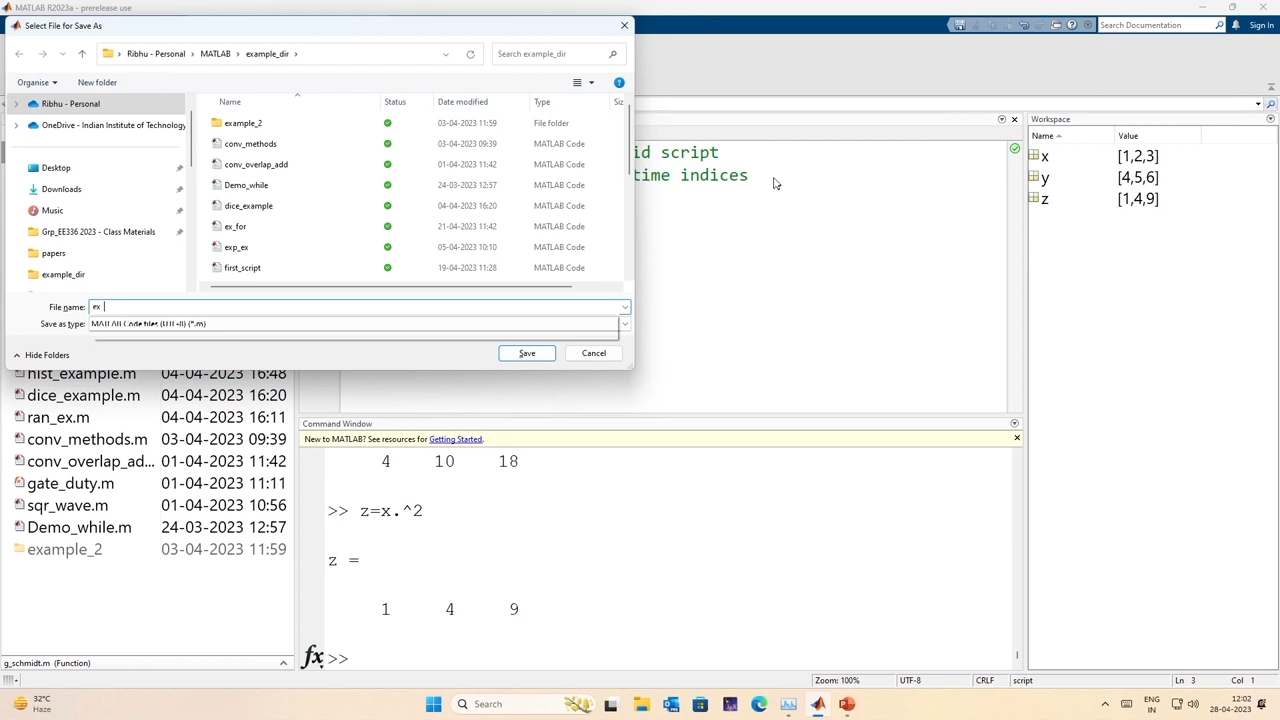 MATLAB R2023a - prerelease use
Select File for Save As
Search Documentation
Sign In
Ribhu - Personal
MATLAB
example_dir
Search example_dir
Organise
New folder
Ribhu - Personal
OneDrive - Indian Institute of Technology
Desktop
Downloads
Music
Grp_EE336 2023 - Class Materials
papers
example_dir
Name Status Date modified Type Siz
example_2 03-04-2023 11:59 File folder
conv_methods 03-04-2023 09:39 MATLAB Code
conv_overlap_add 01-04-2023 11:42 MATLAB Code
Demo_while 24-03-2023 12:57 MATLAB Code
dice_example 04-04-2023 16:20 MATLAB Code
ex_for 21-04-2023 11:42 MATLAB Code
exp_ex 05-04-2023 10:10 MATLAB Code
first_script 19-04-2023 11:28 MATLAB Code
File name: ex
Save as type: MATLAB Code files (UTF-8) (*.m)
Hide Folders
Save
Cancel
id script
time indices
Workspace
Name Value
x [1,2,3]
y [4,5,6]
z [1,4,9]
hist_example.m 04-04-2023 16:48
dice_example.m 04-04-2023 16:20
ran_ex.m 04-04-2023 16:11
conv_methods.m 03-04-2023 09:39
conv_overlap_ad... 01-04-2023 11:42
gate_duty.m 01-04-2023 11:11
sqr_wave.m 01-04-2023 10:56
Demo_while.m 24-03-2023 12:57
example_2 03-04-2023 11:59
g_schmidt.m (Function)
Command Window
New to MATLAB? See resources for Getting Started.
4 10 18
>> z=x.^2
z =
1 4 9
fx >>
Zoom: 100% UTF-8 CRLF script Ln 3 Col 1
32°C
Haze
Search
ENG
IN
12:02
28-04-2023